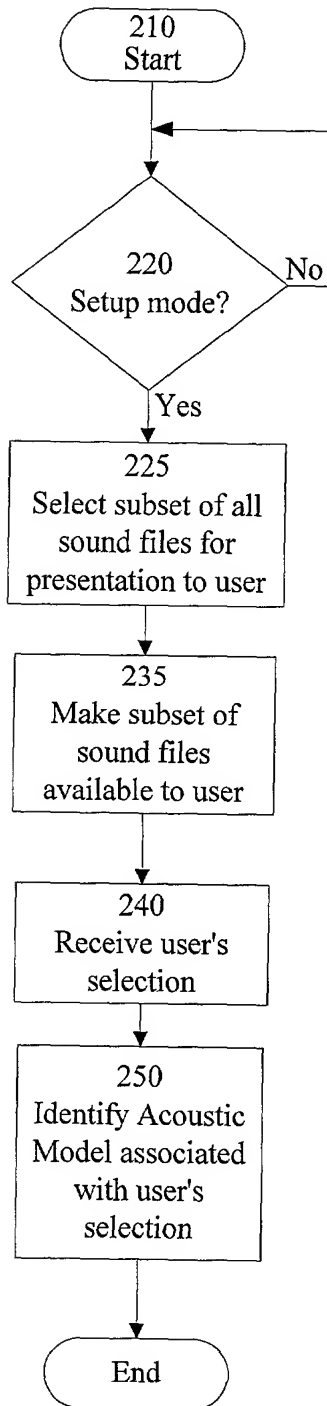 210
Start
220
Setup mode?
No
Yes
225
Select subset of all
sound files for
presentation to user
235
Make subset of
sound files
available to user
240
Receive user's
selection
250
Identify Acoustic
Model associated
with user's
selection
End